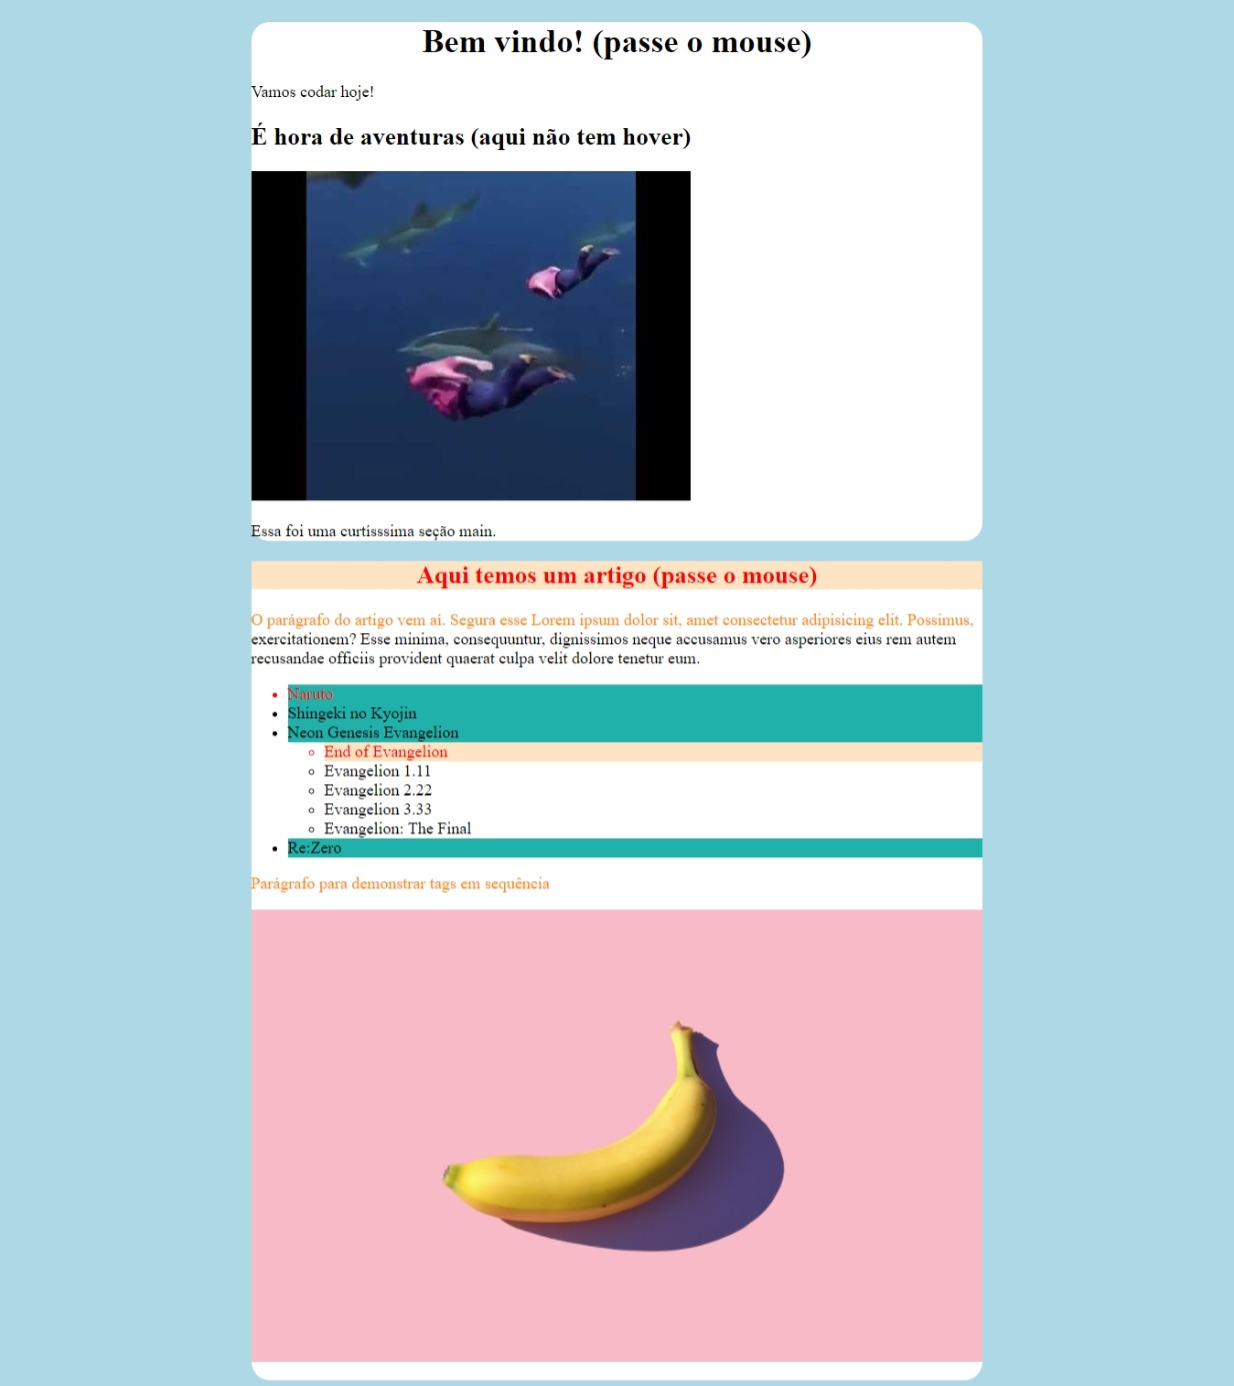 Bem vindo! (passe o mouse)
Vamos codar hoje!
É hora de aventuras (aqui não tem hover)
Essa foi uma curtísssima seção main.
Aqui temos um artigo (passe o mouse)
O parágrafo do artigo vem aí. Segura esse Lorem ipsum dolor sit, amet consectetur adipisicing elit. Possimus,
exercitationem? Esse minima, consequuntur, dignissimos neque accusamus vero asperiores eius rem autem
recusandae officiis provident quaerat culpa velit dolore tenetur eum.
Naruto
Shingeki no Kyojin
Neon Genesis Evangelion
End of Evangelion
Evangelion 1.11
Evangelion 2.22
Evangelion 3.33
Evangelion: The Final
Re:Zero
Parágrafo para demonstrar tags em sequência